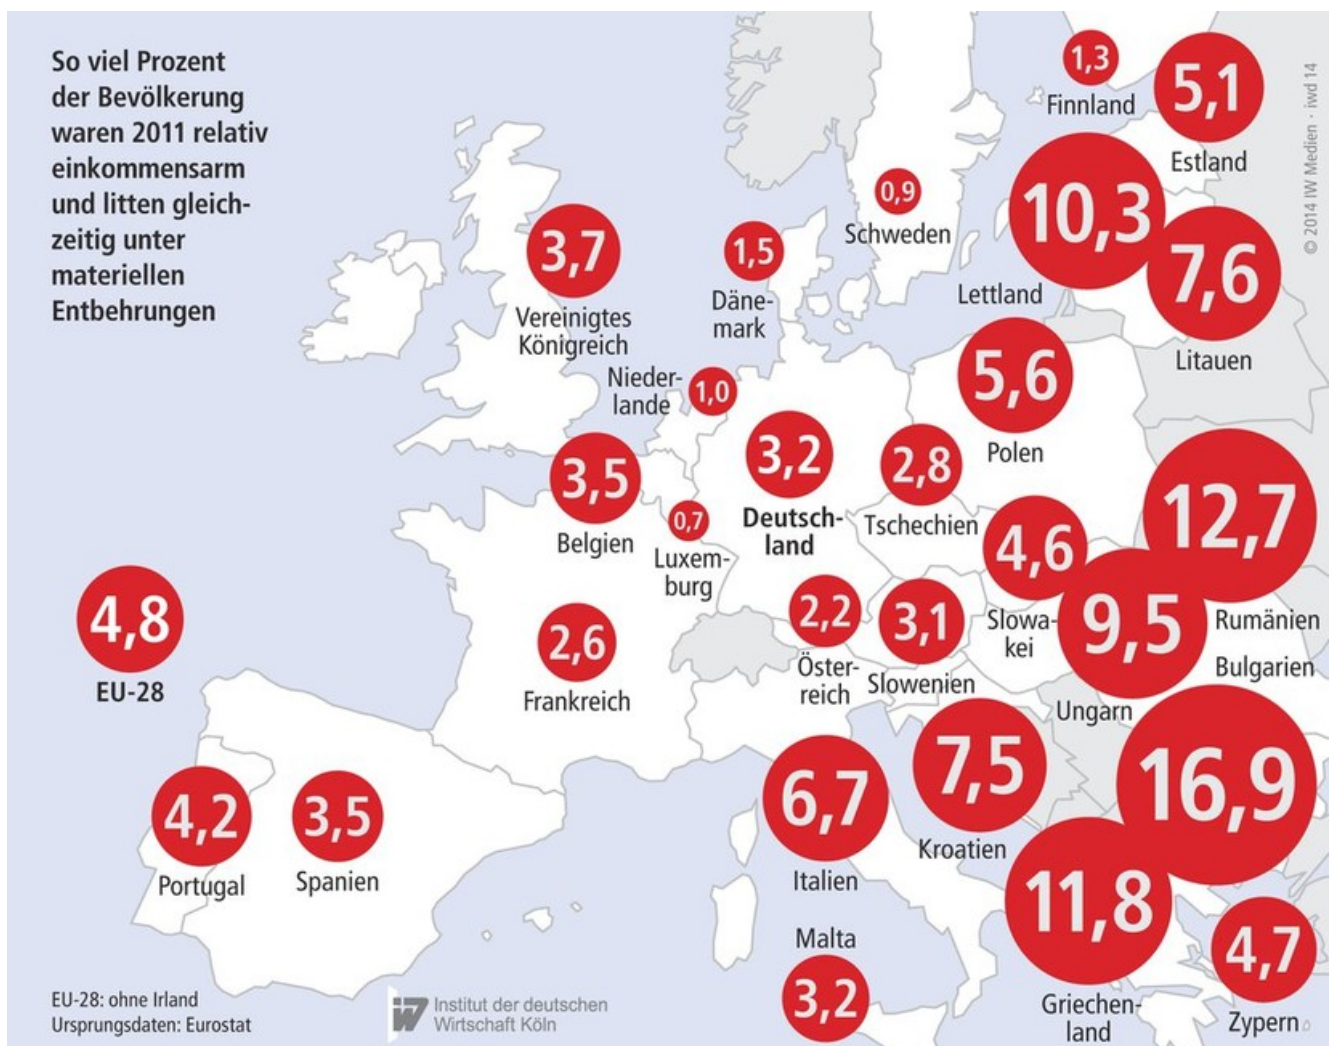 So viel Prozent
der Bevölkerung
waren 2011 relativ
einkommensarm
und litten gleich-
zeitig unter
materiellen
Entbehrungen
1,3
Finnland
5,1
Estland
© 2014 IW Medien · iwd 14
0,9
Schweden
10,3
Lettland
7,6
Litauen
3,7
Vereinigtes
Königreich
1,5
Däne-
mark
Nieder-
lande
1,0
5,6
Polen
3,5
Belgien
3,2
Deutsch-
land
2,8
Tschechien
0,7
Luxem-
burg
12,7
Rumänien
4,6
Slowa-
kei
9,5
Ungarn
4,8
EU-28
2,6
Frankreich
2,2
Öster-
reich
3,1
Slowenien
Bulgarien
16,9
4,2
Portugal
3,5
Spanien
6,7
Italien
7,5
Kroatien
11,8
Griechen-
land
4,7
Zypern
Malta
3,2
EU-28: ohne Irland
Ursprungsdaten: Eurostat
iw Institut der deutschen
Wirtschaft Köln